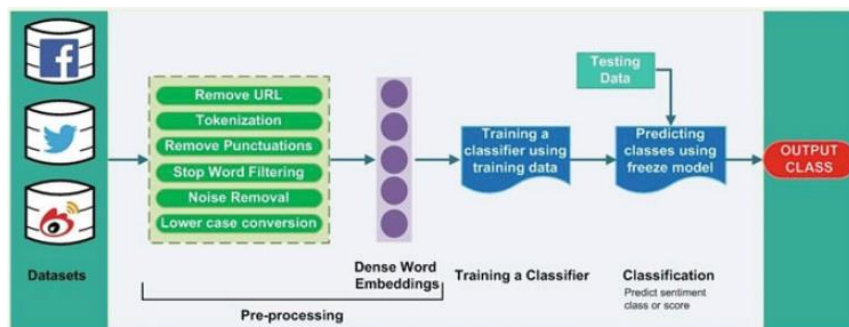 Remove URL
Tokenization
Remove Punctuations
Stop Word Filtering
Noise Removal
Lower case conversion
Testing
Data
Training a
classifier using
training data
Predicting
classes using
freeze model
OUTPUT
CLASS
Datasets
Dense Word
Embeddings
Training a Classifier
Classification
Predict sentiment
class or score
Pre-processing